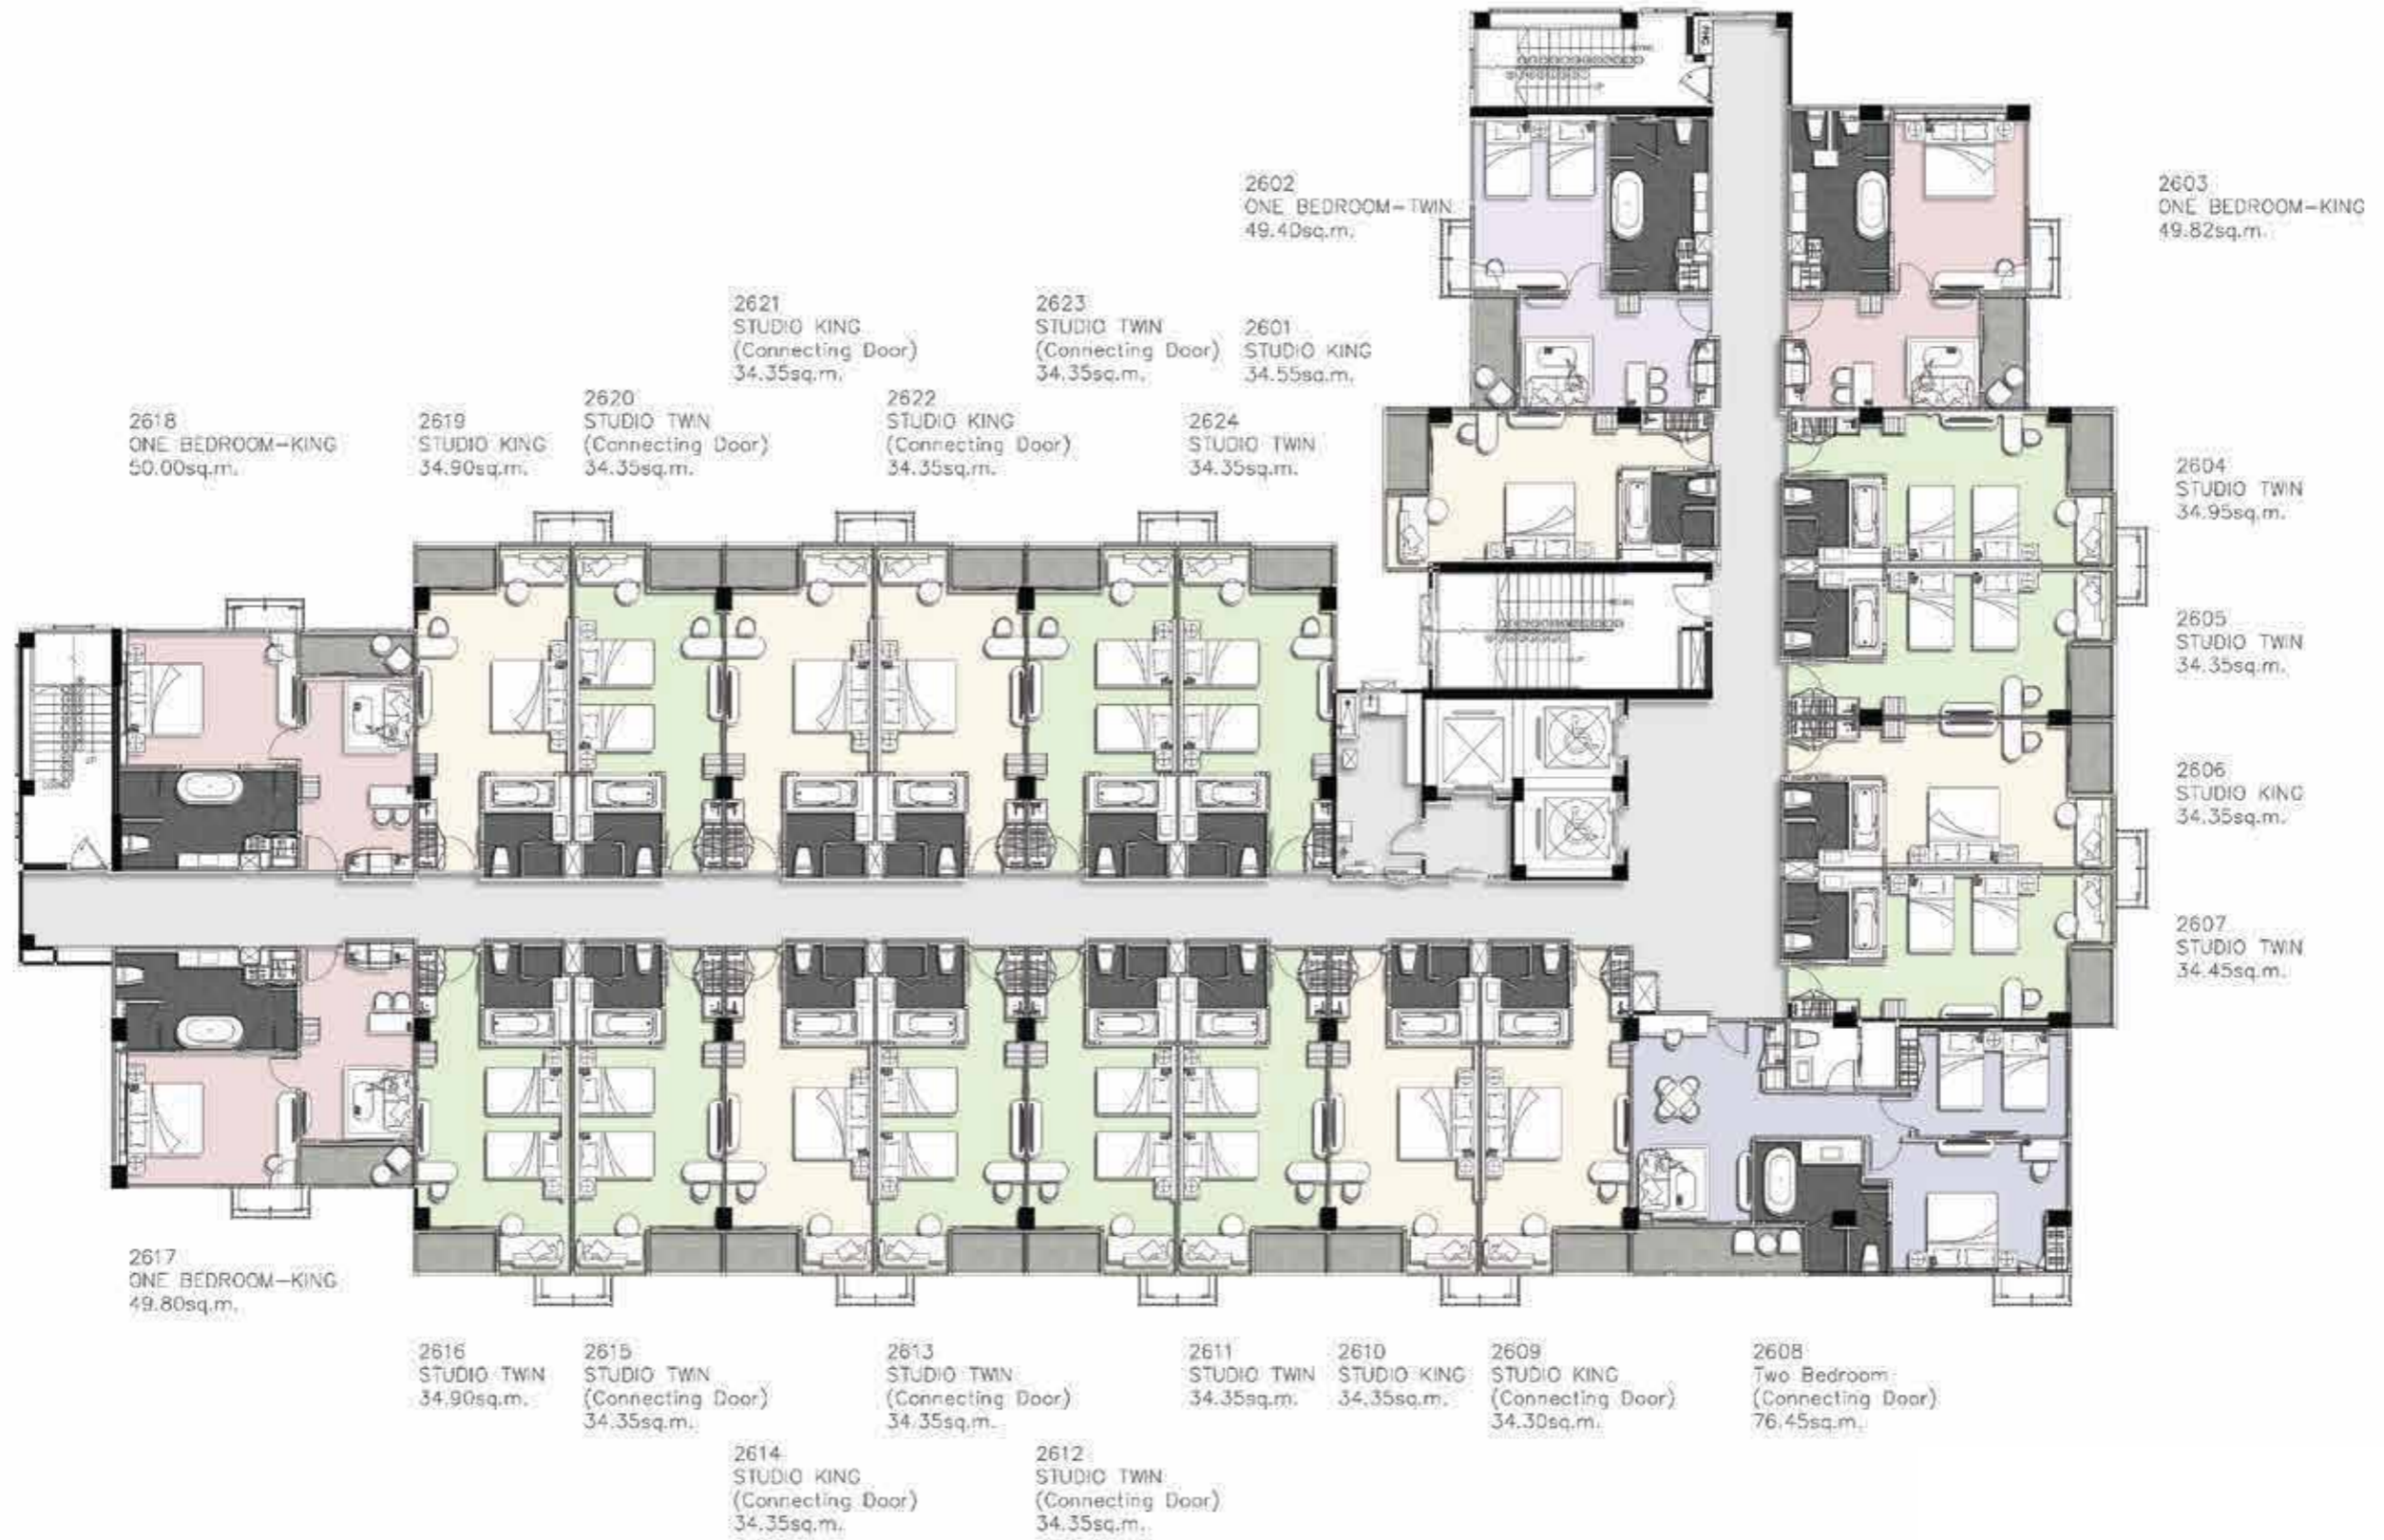 2602
ONE BEDROOM-TWIN
49.40sq.m.
2603
ONE BEDROOM-KING
49.82sq.m.
2621
STUDIO KING
(Connecting Door)
34.35sq.m.
2623
STUDIO TWIN
(Connecting Door)
34.35sq.m.
2601
STUDIO KING
34.55sq.m.
2618
ONE BEDROOM-KING
50.00sq.m.
2619
STUDIO KING
34.90sq.m.
2620
STUDIO TWIN
(Connecting Door)
34.35sq.m.
2622
STUDIO KING
(Connecting Door)
34.35sq.m.
2624
STUDIO TWIN
34.35sq.m.
2604
STUDIO TWIN
34.95sq.m.
2605
STUDIO TWIN
34.35sq.m.
2606
STUDIO KING
34.35sq.m.
2607
STUDIO TWIN
34.45sq.m.
2617
ONE BEDROOM-KING
49.80sq.m.
2616
STUDIO TWIN
34.90sq.m.
2615
STUDIO TWIN
(Connecting Door)
34.35sq.m.
2613
STUDIO TWIN
(Connecting Door)
34.35sq.m.
2611
STUDIO TWIN
34.35sq.m.
2610
STUDIO KING
34.35sq.m.
2609
STUDIO KING
(Connecting Door)
34.30sq.m.
2608
Two Bedroom
(Connecting Door)
76.45sq.m.
2614
STUDIO KING
(Connecting Door)
34.35sq.m.
2612
STUDIO TWIN
(Connecting Door)
34.35sq.m.